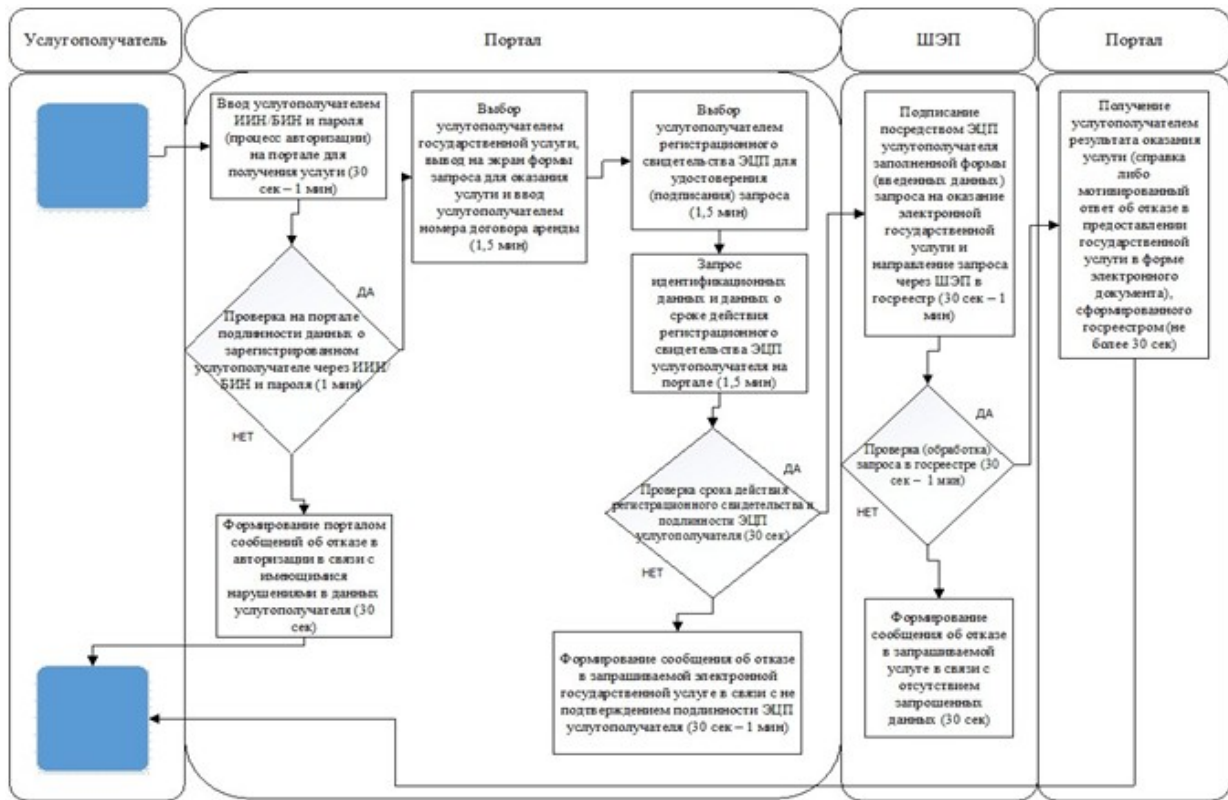 Услугополучатель
Портал
ШЭП
Портал
Ввод услугополучателем
ИИН/БИН и пароля
(процесс авторизации)
на портале для
получения услуги (30
сек – 1 мин)
ДА
Проверка на портале
подлинности данных о
зарегистрированном
услугополучателе через ИИН/
БИН и пароля (1 мин)
НЕТ
Формирование порталом
сообщений об отказе в
авторизации в связи с
имеющимися
нарушениями в данных
услугополучателя (30
сек)
Выбор
услугополучателем
государственной услуги,
вывод на экран формы
запроса для оказания
услуги и ввод
услугополучателем
номера договора аренды
(1,5 мин)
Выбор
услугополучателем
регистрационного
свидетельства ЭЦП для
удостоверения
(подписания) запроса
(1,5 мин)
Запрос
идентификационных
данных и данных о
сроке действия
регистрационного
свидетельства ЭЦП
услугополучателя на
портале (1,5 мин)
ДА
Проверка срока действия
регистрационного свидетельства и
подлинности ЭЦП
услугополучателя (30 сек)
НЕТ
Формирование сообщения об отказе
в запрашиваемой электронной
государственной услуге в связи с не
подтверждением подлинности ЭЦП
услугополучателя (30 сек – 1 мин)
Подписание
посредством ЭЦП
услугополучателя
заполненной формы
(введенных данных)
запроса на оказание
электронной
государственной
услуги и
направление запроса
через ШЭП в
госреестр (30 сек – 1
мин)
ДА
Проверка (обработка)
запроса в госреестре (30
сек – 1 мин)
НЕТ
Формирование
сообщения об отказе
в запрашиваемой
услуге в связи с
отсутствием
запрошенных
данных (30 сек)
Получение
услугополучателем
результата оказания
услуги (справка
либо
мотивированный
ответ об отказе в
предоставлении
государственной
услуги в форме
электронного
документа),
сформированного
госреестром (не
более 30 сек)